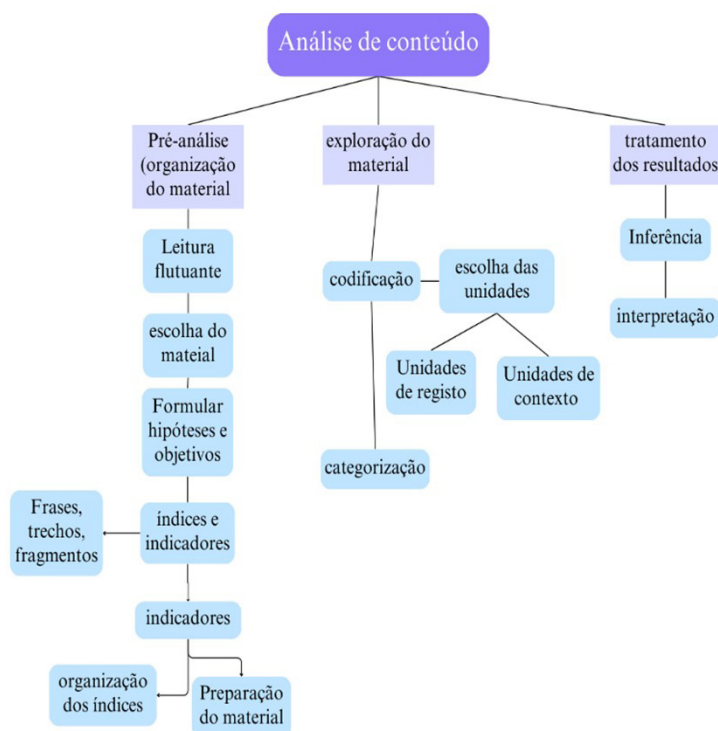 Análise de conteúdo
Pré-análise
(organização
do material
exploração do
material
tratamento
dos resultados
Leitura
flutuante
escolha do
mateial
Formular
hipóteses e
objetivos
índices e
indicadores
Frases,
trechos,
fragmentos
indicadores
organização
dos índices
Preparação
do material
codificação
escolha das
unidades
Unidades
de registo
Unidades de
contexto
categorização
Inferência
interpretação